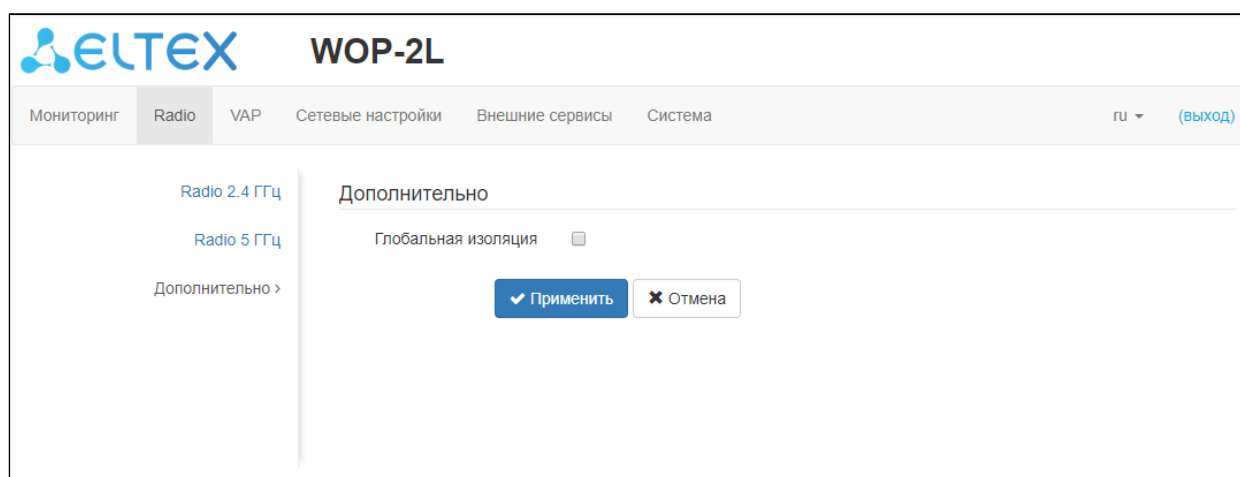 ELTEX WOP-2L
Мониторинг Radio VAP Сетевые настройки Внешние сервисы Система ru (выход)
Radio 2.4 ГГц
Radio 5 ГГц
Дополнительно >
Дополнительно
Глобальная изоляция
Применить Отмена